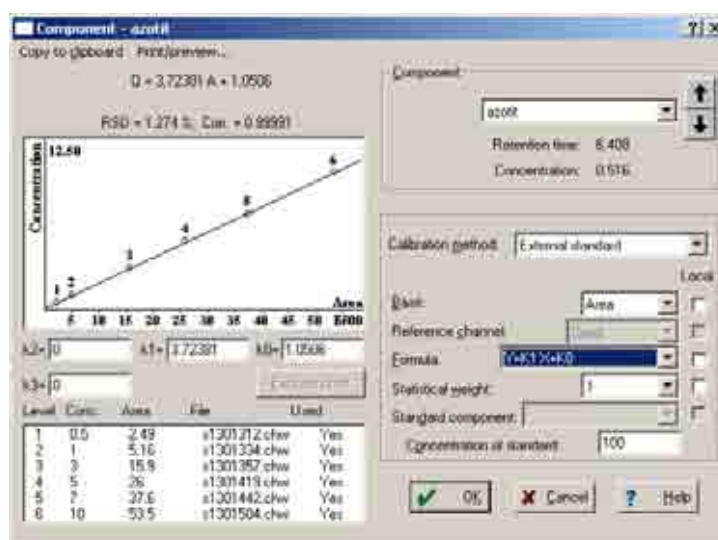 Component - azotit
Copy to clipboard Print/preview...
Q = 3.72381 A + 1.0506
RSD = 1.274 %; Corr. = 0.99991
Concentration
12.50
1 2 3 4 5 6
Area
5 10 15 20 25 30 35 40 45 50
k2= 0 k1= 3.72381 k0= 1.0506
k3= 0
Level Conc. Area File Used
1 0.5 2.49 s1301312.chw Yes
2 1 5.16 s1301334.chw Yes
3 3 15.9 s1301357.chw Yes
4 5 26 s1301419.chw Yes
5 7 37.6 s1301442.chw Yes
6 10 53.5 s1301504.chw Yes
Component:
azotit
Retention time: 6.408
Concentration: 0.516
Calibration method: External standard
Local
Base: Area
Reference channel:
Formula: Y=K1*X+K0
Statistical weight: 1
Standard component:
Concentration of standard: 100
OK Cancel Help